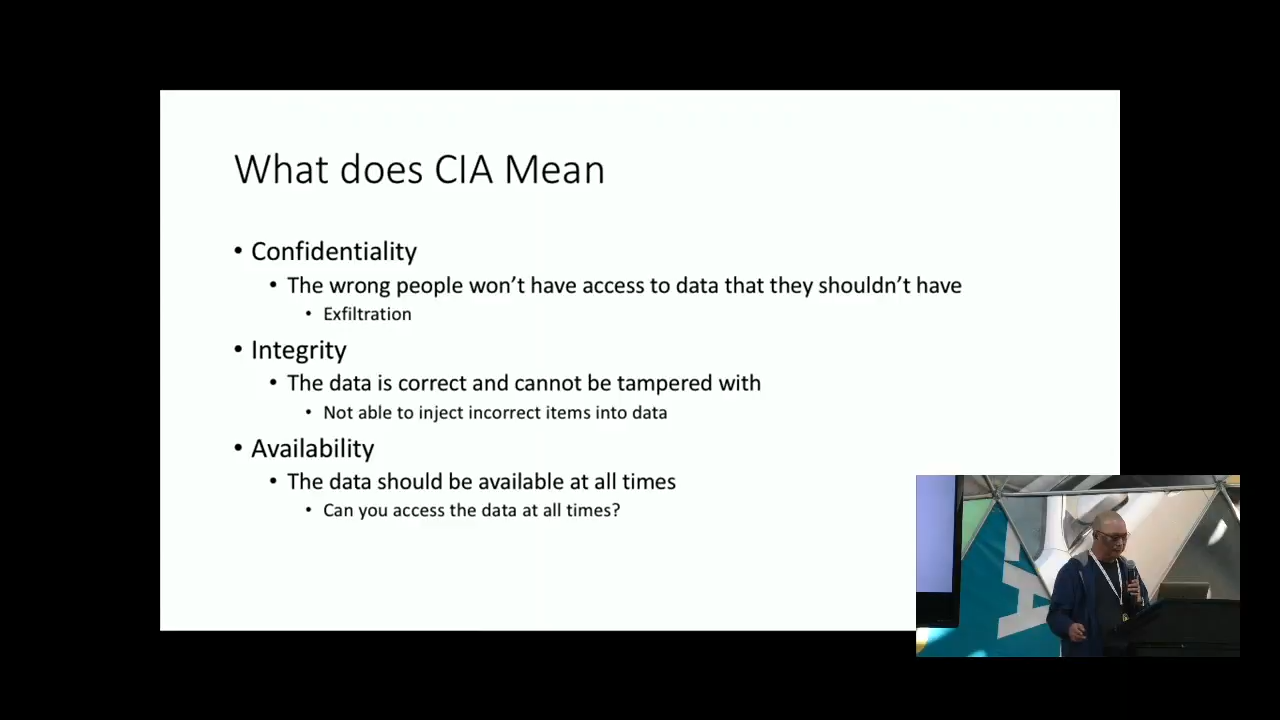 What does CIA Mean
• Confidentiality
• The wrong people won’t have access to data that they shouldn’t have
• Exfiltration
• Integrity
• The data is correct and cannot be tampered with
• Not able to inject incorrect items into data
• Availability
• The data should be available at all times
• Can you access the data at all times?